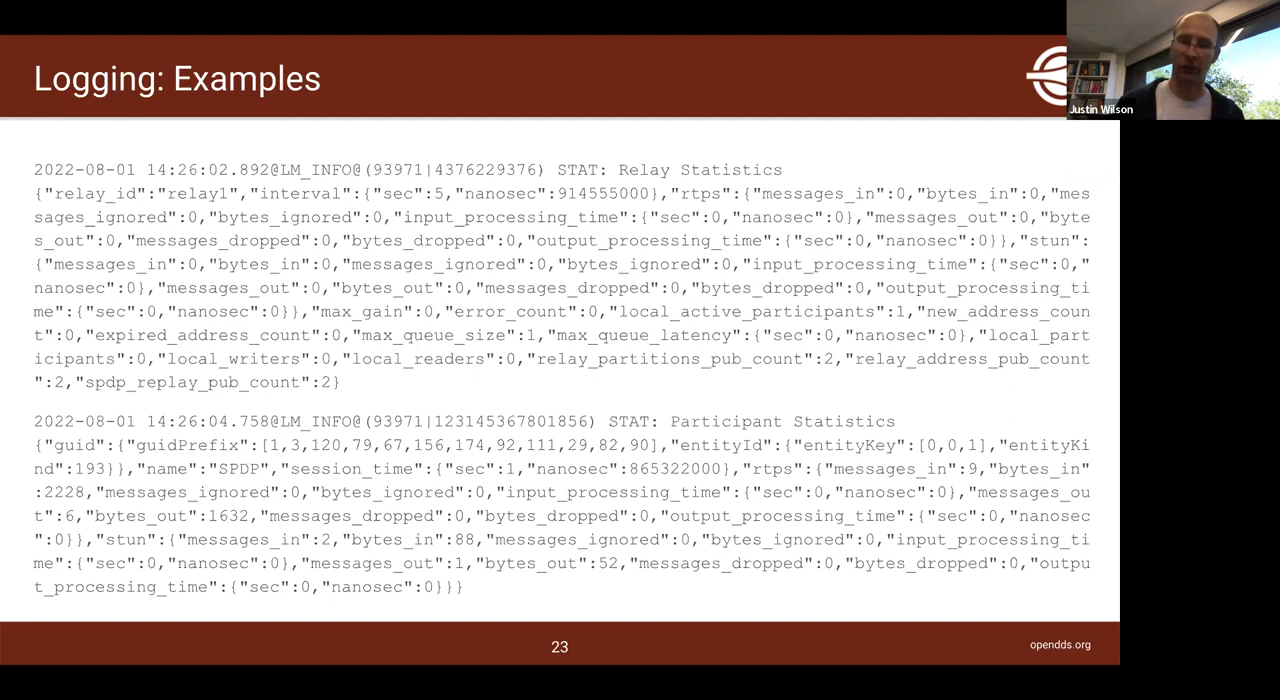 Logging: Examples
Justin Wilson
2022-08-01 14:26:02.892@LM_INFO@(93971|4376229376) STAT: Relay Statistics
{"relay_id":"relay1","interval":{"sec":5,"nanosec":914555000},"rtps":{"messages_in":0,"bytes_in":0,"mes
sages_ignored":0,"bytes_ignored":0,"input_processing_time":{"sec":0,"nanosec":0},"messages_out":0,"byte
s_out":0,"messages_dropped":0,"bytes_dropped":0,"output_processing_time":{"sec":0,"nanosec":0}},"stun":
{"messages_in":0,"bytes_in":0,"messages_ignored":0,"bytes_ignored":0,"input_processing_time":{"sec":0,"
nanosec":0},"messages_out":0,"bytes_out":0,"messages_dropped":0,"bytes_dropped":0,"output_processing_ti
me":{"sec":0,"nanosec":0}},"max_gain":0,"error_count":0,"local_active_participants":1,"new_address_coun
t":0,"expired_address_count":0,"max_queue_size":1,"max_queue_latency":{"sec":0,"nanosec":0},"local_part
icipants":0,"local_writers":0,"local_readers":0,"relay_partitions_pub_count":2,"relay_address_pub_count
":2,"spdp_replay_pub_count":2}
2022-08-01 14:26:04.758@LM_INFO@(93971|123145367801856) STAT: Participant Statistics
{"guid":{"guidPrefix":[1,3,120,79,67,156,174,92,111,29,82,90],"entityId":{"entityKey":[0,0,1],"entityKi
nd":193}},"name":"SPDP","session_time":{"sec":1,"nanosec":865322000},"rtps":{"messages_in":9,"bytes_in"
:2228,"messages_ignored":0,"bytes_ignored":0,"input_processing_time":{"sec":0,"nanosec":0},"messages_ou
t":6,"bytes_out":1632,"messages_dropped":0,"bytes_dropped":0,"output_processing_time":{"sec":0,"nanosec
":0}},"stun":{"messages_in":2,"bytes_in":88,"messages_ignored":0,"bytes_ignored":0,"input_processing_ti
me":{"sec":0,"nanosec":0},"messages_out":1,"bytes_out":52,"messages_dropped":0,"bytes_dropped":0,"outpu
t_processing_time":{"sec":0,"nanosec":0}}}
23
opendds.org